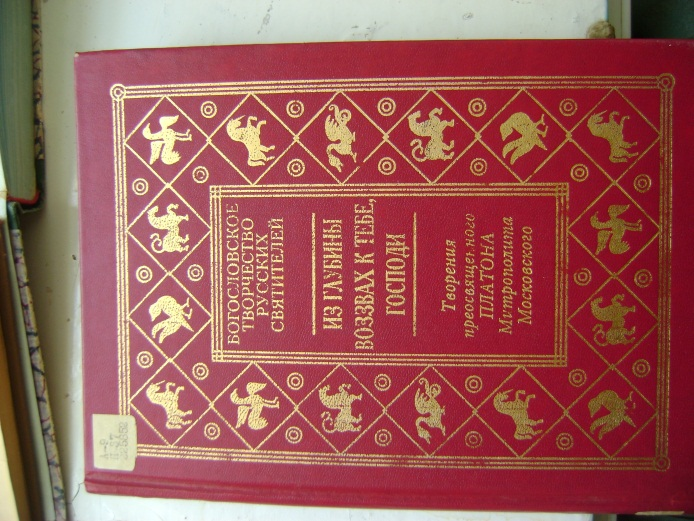 БОГОСЛОВСКОЕ
ТВОРЧЕСТВО
РУССКИХ
СВЯТИТЕЛЕЙ
ИЗ ГЛУБИНЫ
ВОЗЗВАХ К ТЕБЕ,
ГОСПОДИ
Творения
преосвященного
ПЛАТОНА
Митрополита
Московского